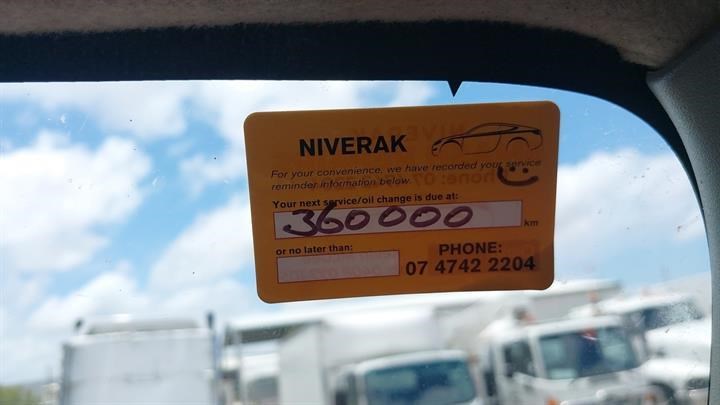 NIVERAK
For your convenience, we have recorded your service
reminder information below.
Your next service/oil change is due at:
360000 km
or no later than:
PHONE:
07 4742 2204